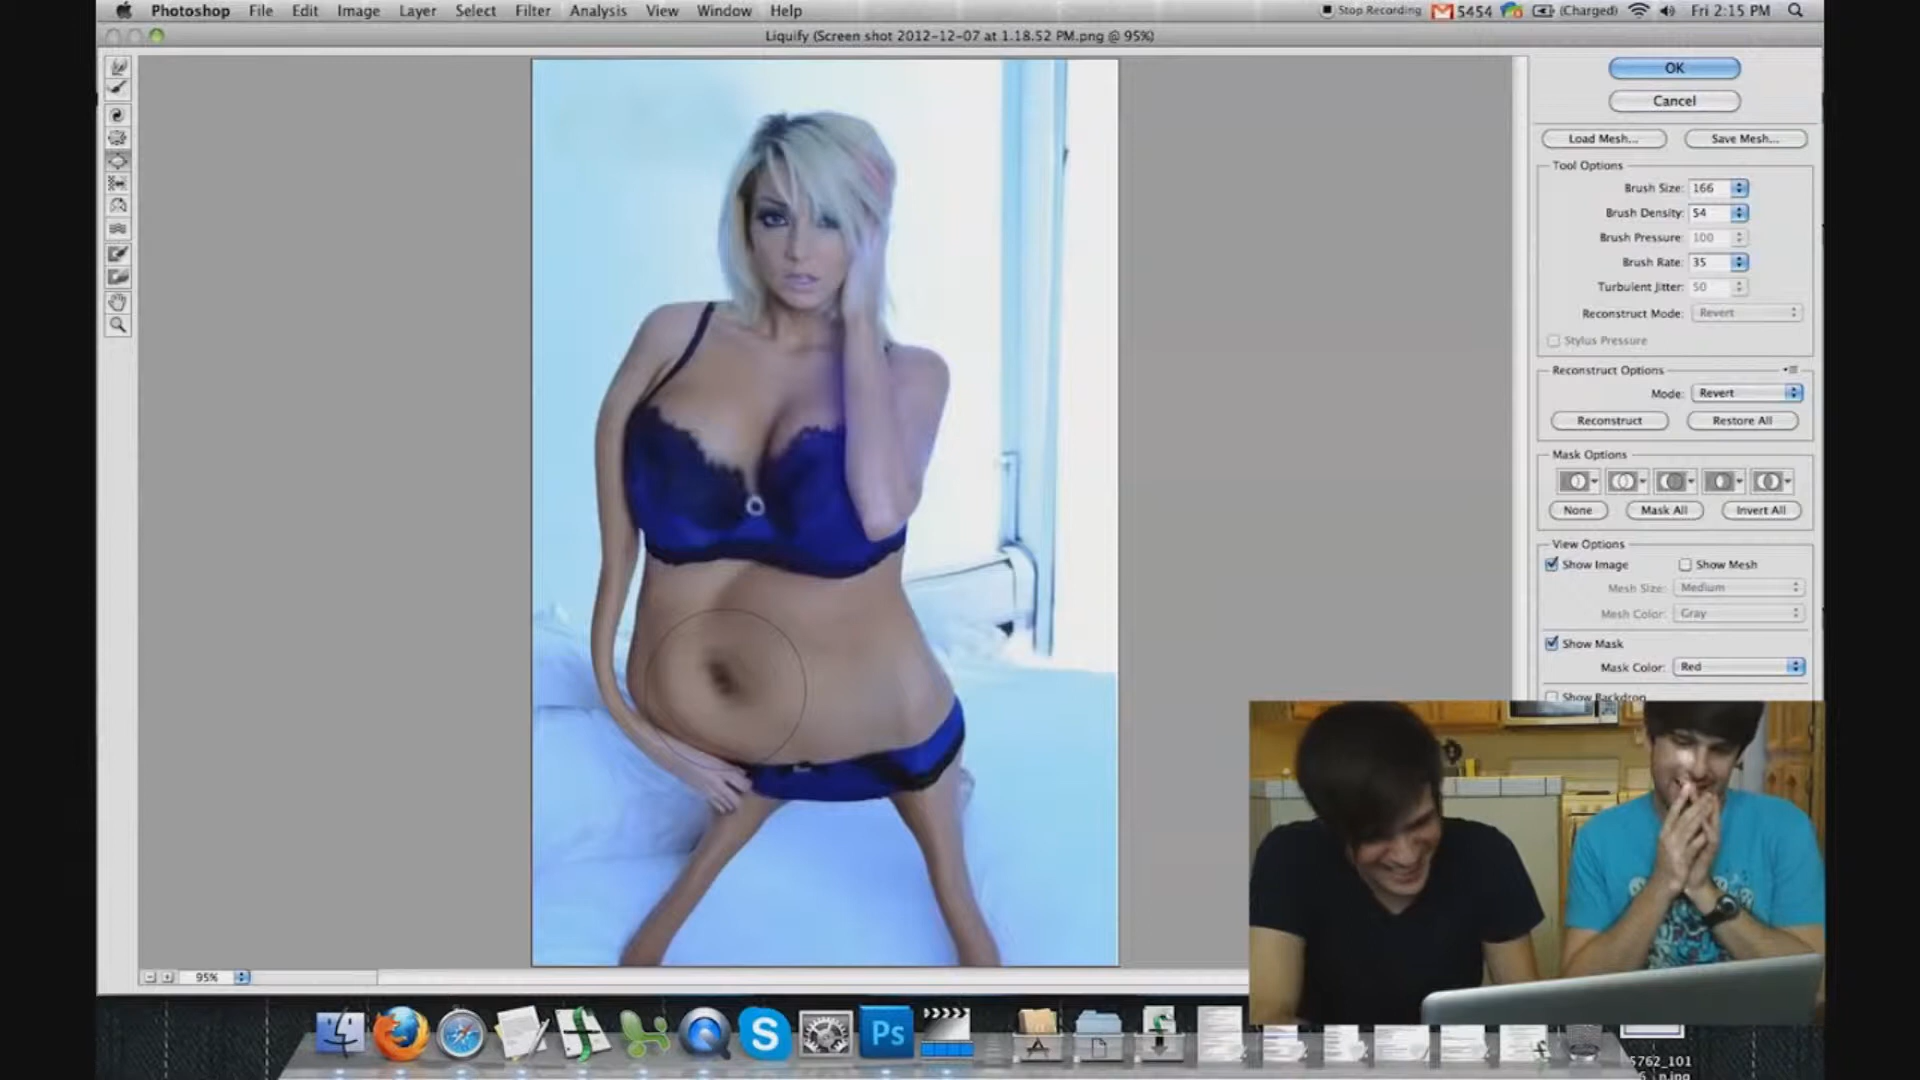 Photoshop File Edit Image Layer Select Filter Analysis View Window Help Stop Recording 5454 (Charged) Fri 2:15 PM
Liquify (Screen shot 2012-12-07 at 1.18.52 PM.png @ 95%)
OK
Cancel
Load Mesh... Save Mesh...
Tool Options
Brush Size: 166
Brush Density: 54
Brush Pressure: 100
Brush Rate: 35
Turbulent Jitter: 50
Reconstruct Mode: Revert
Stylus Pressure
Reconstruct Options
Mode: Revert
Reconstruct Restore All
Mask Options
None Mask All Invert All
View Options
Show Image Show Mesh
Mesh Size: Medium
Mesh Color: Gray
Show Mask
Mask Color: Red
Show Backdrop
95%
S Ps
5762_101